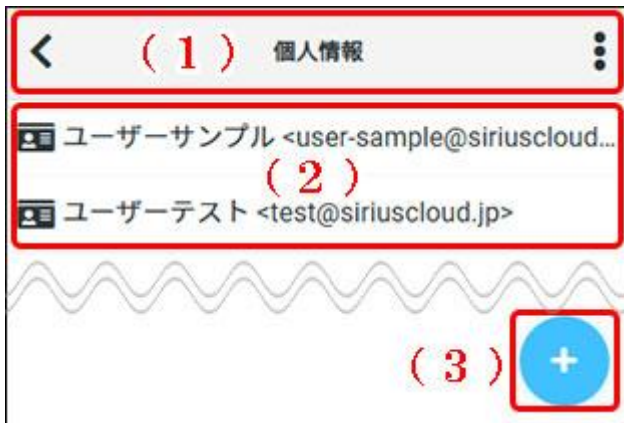 (1) 個人情報
ユーザーサンプル <user-sample@siriuscloud...
(2)
ユーザーテスト <test@siriuscloud.jp>
(3) +